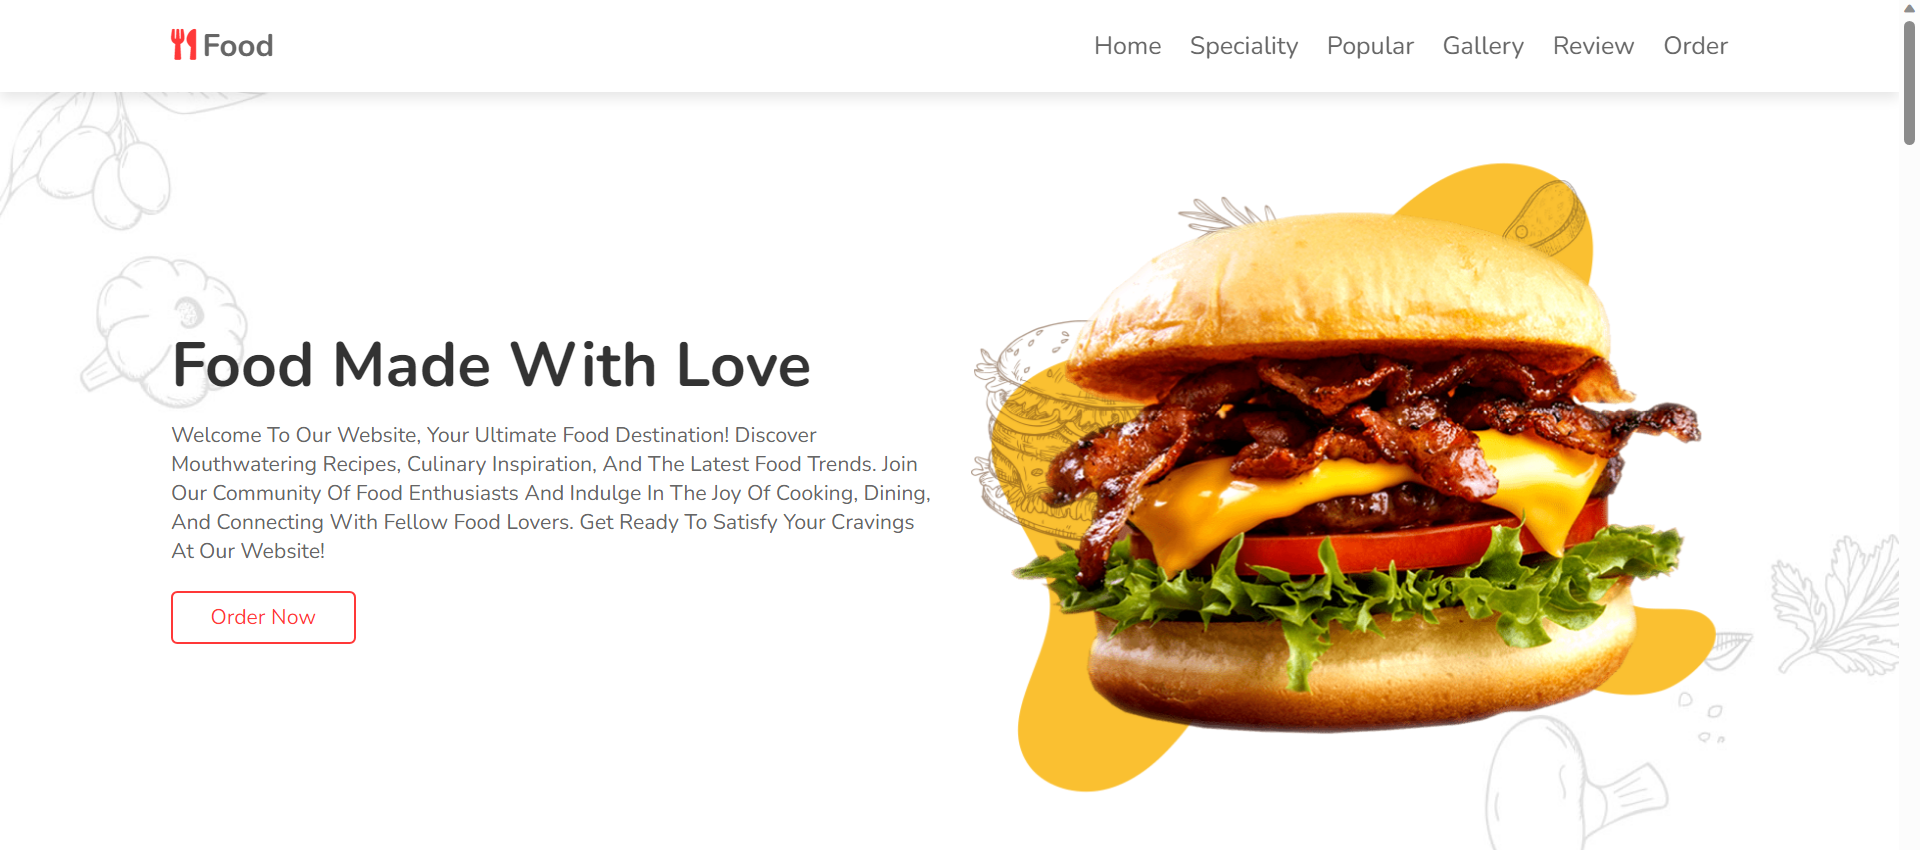 Food
Home Speciality Popular Gallery Review Order
Food Made With Love
Welcome To Our Website, Your Ultimate Food Destination! Discover
Mouthwatering Recipes, Culinary Inspiration, And The Latest Food Trends. Join
Our Community Of Food Enthusiasts And Indulge In The Joy Of Cooking, Dining,
And Connecting With Fellow Food Lovers. Get Ready To Satisfy Your Cravings
At Our Website!
Order Now